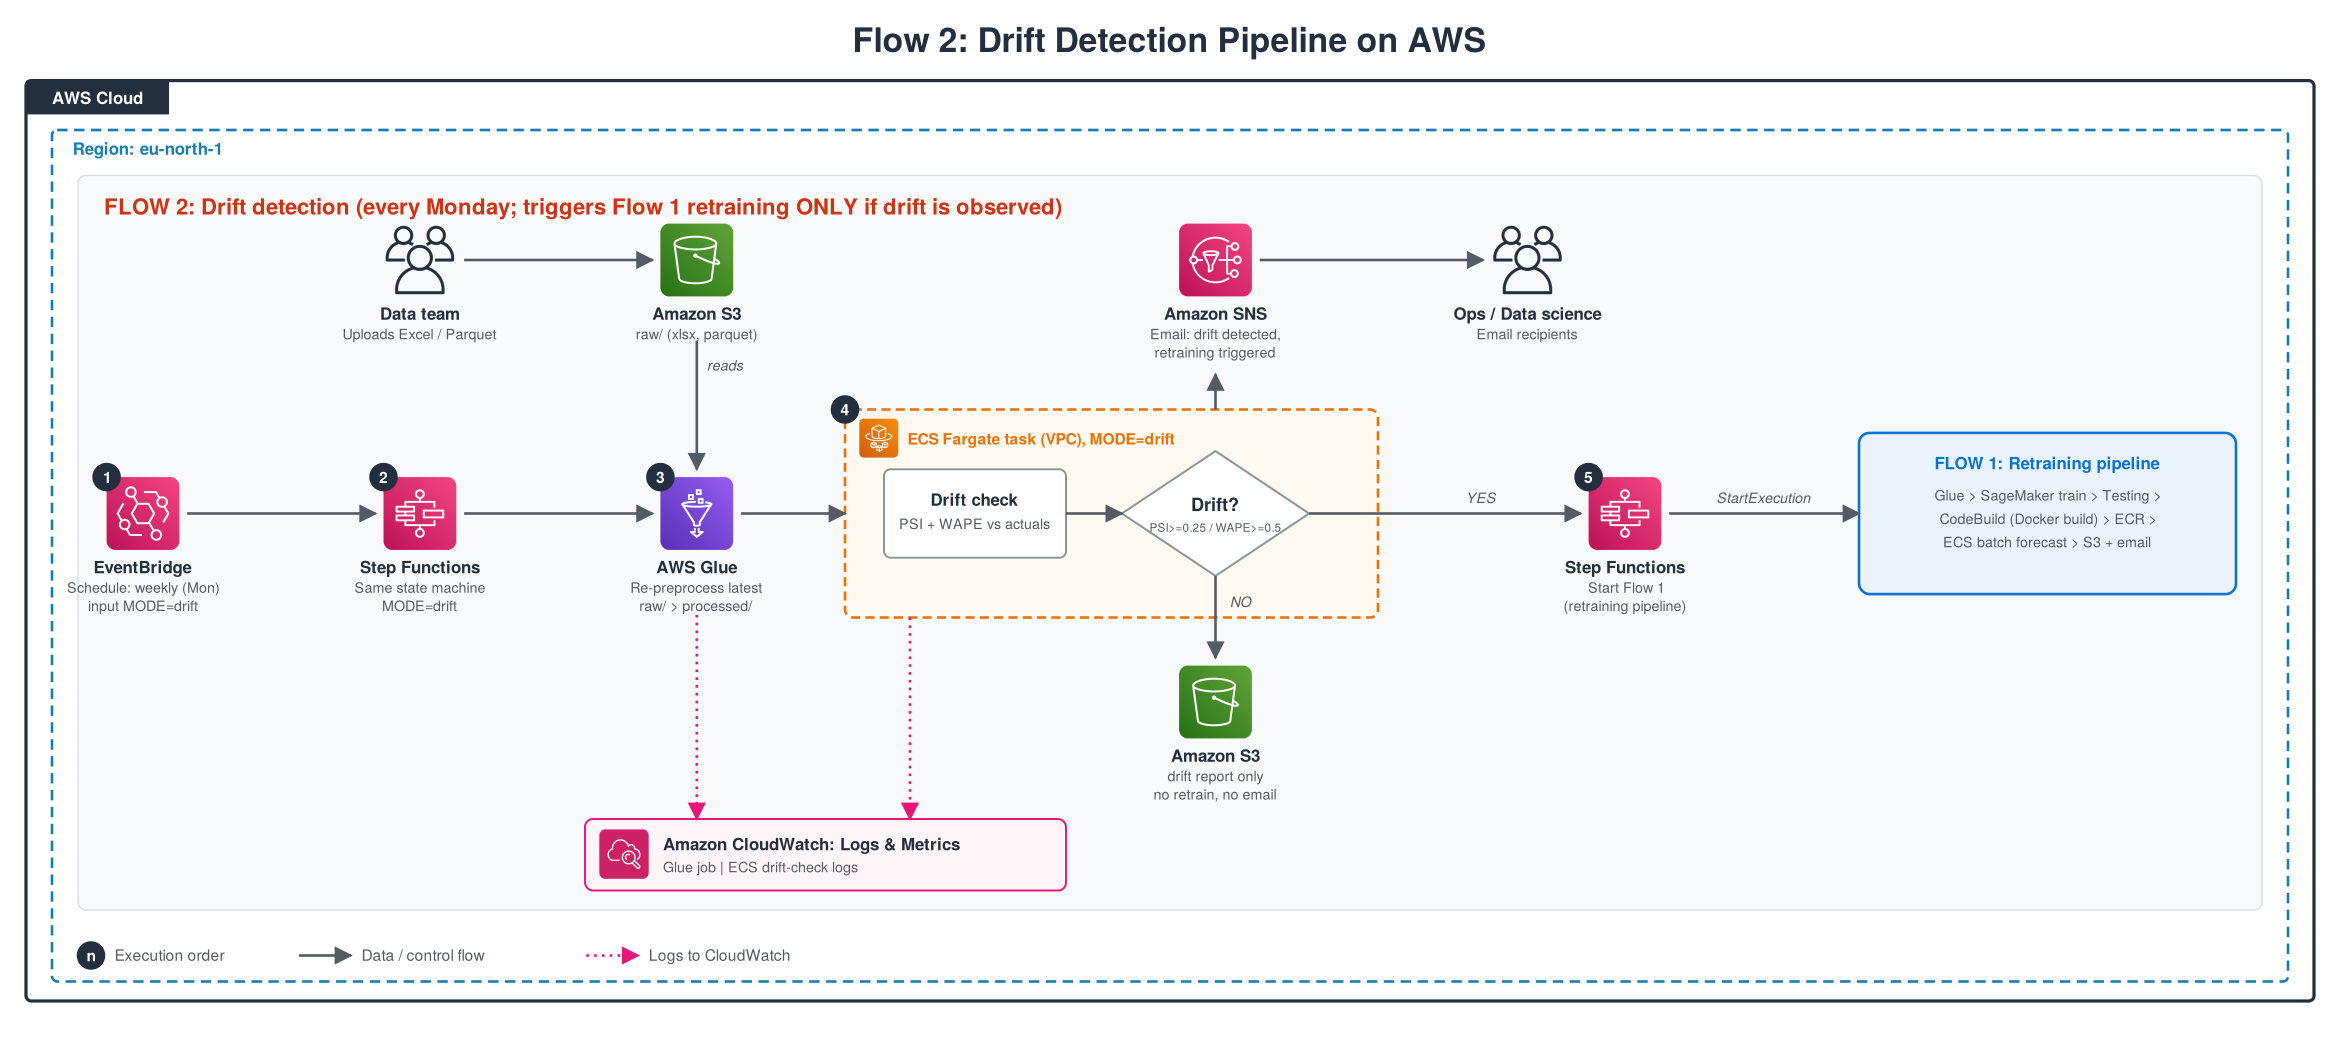 Flow 2: Drift Detection Pipeline on AWS
AWS Cloud
Region: eu-north-1
FLOW 2: Drift detection (every Monday; triggers Flow 1 retraining ONLY if drift is observed)
Data team
Uploads Excel / Parquet
Amazon S3
raw/ (xlsx, parquet)
reads
Amazon SNS
Email: drift detected,
retraining triggered
Ops / Data science
Email recipients
1
EventBridge
Schedule: weekly (Mon)
input MODE=drift
2
Step Functions
Same state machine
MODE=drift
3
AWS Glue
Re-preprocess latest
raw/ > processed/
4
ECS Fargate task (VPC), MODE=drift
Drift check
PSI + WAPE vs actuals
Drift?
PSI>=0.25 / WAPE>=0.5
YES
NO
5
Step Functions
Start Flow 1
(retraining pipeline)
StartExecution
FLOW 1: Retraining pipeline
Glue > SageMaker train > Testing >
CodeBuild (Docker build) > ECR >
ECS batch forecast > S3 + email
Amazon S3
drift report only
no retrain, no email
Amazon CloudWatch: Logs & Metrics
Glue job | ECS drift-check logs
n Execution order
Data / control flow
Logs to CloudWatch